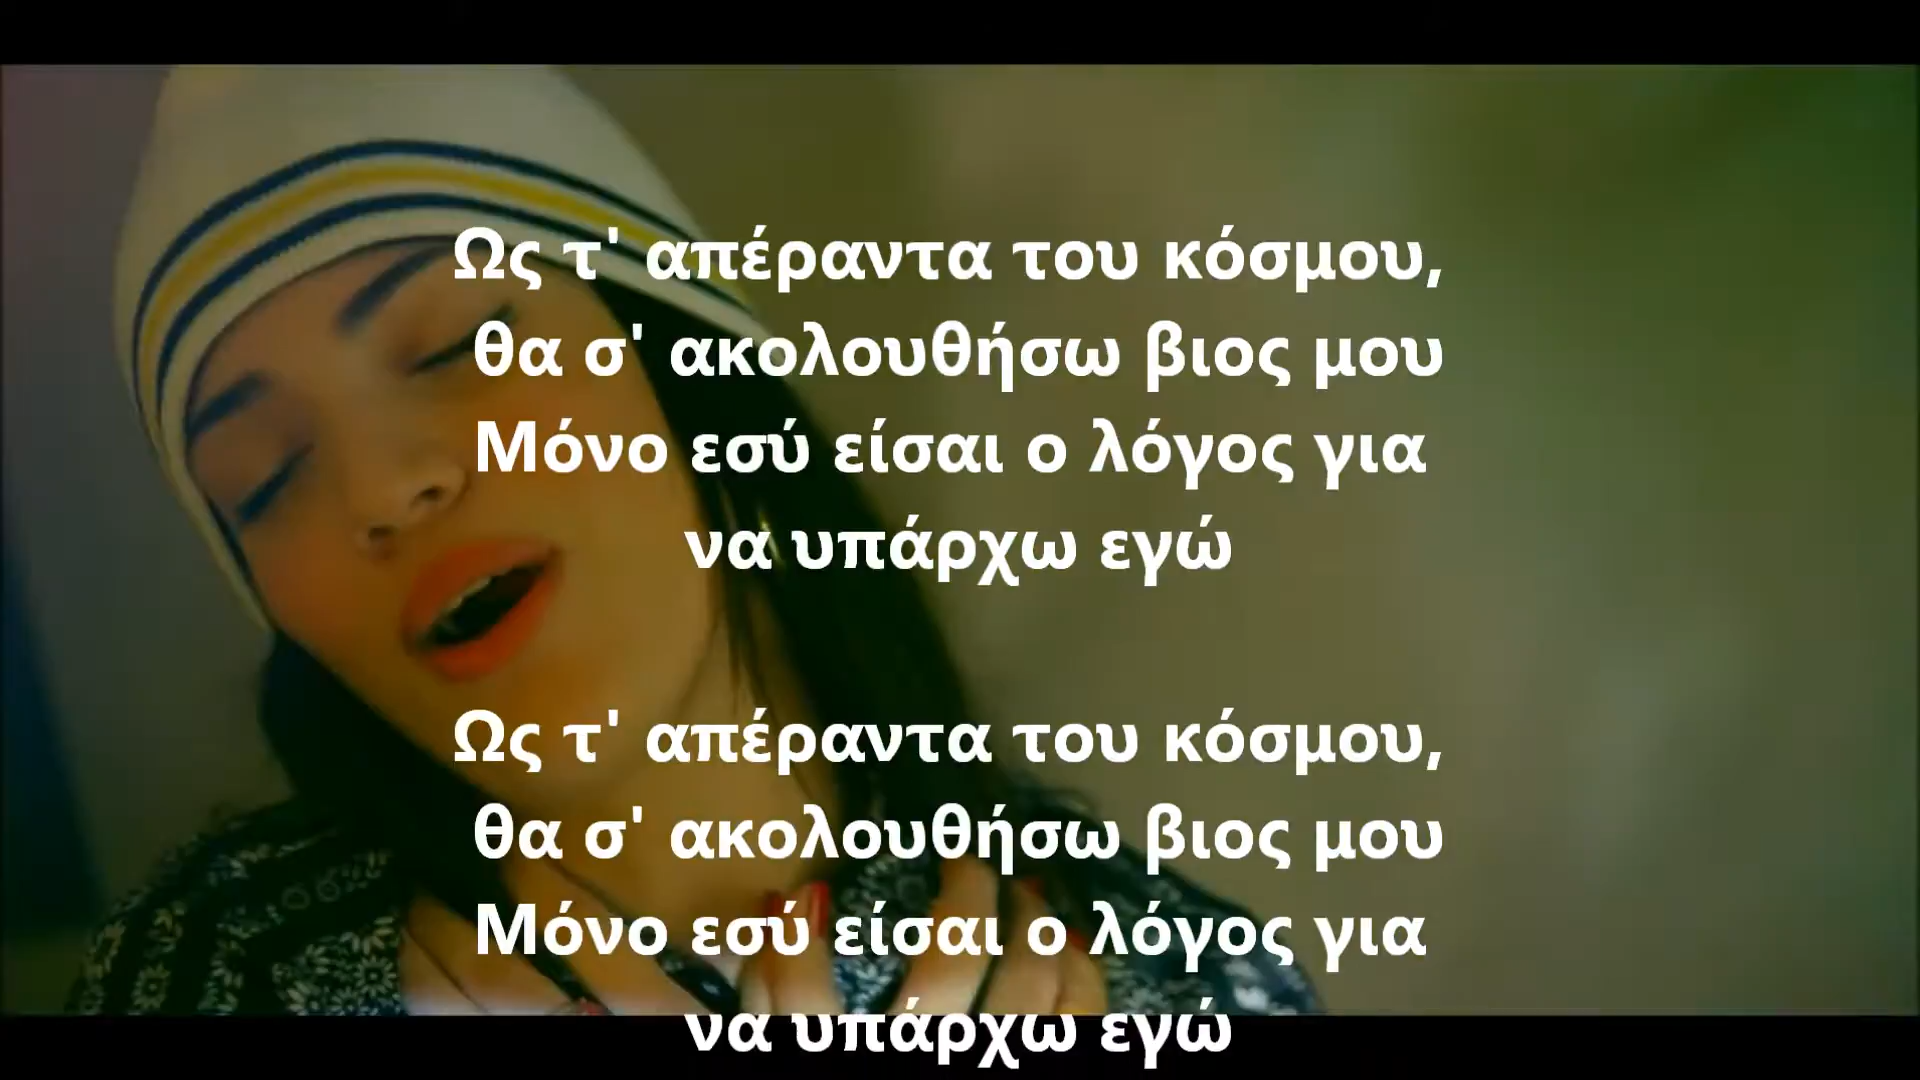 Ως τ' απέραντα του κόσμου,
θα σ' ακολουθήσω βιος μου
Μόνο εσύ είσαι ο λόγος για
να υπάρχω εγώ
Ως τ' απέραντα του κόσμου,
θα σ' ακολουθήσω βιος μου
Μόνο εσύ είσαι ο λόγος για
να υπάρχω εγώ